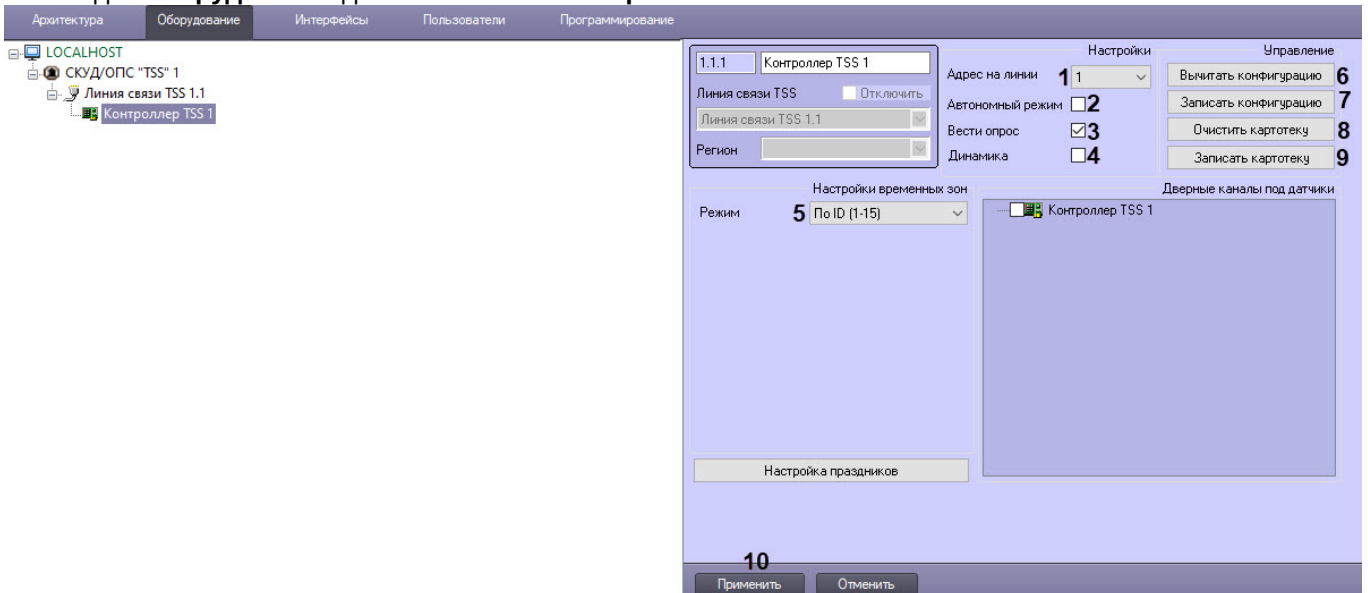 Архитектура Оборудование Интерфейсы Пользователи Программирование
LOCALHOST
СКУД/ОПС "TSS" 1
Линия связи TSS 1.1
Контроллер TSS 1
1.1.1 Контроллер TSS 1
Линия связи TSS Отключить
Линия связи TSS 1.1
Регион
Настройки
Адрес на линии 1 1
Автономный режим 2
Вести опрос 3
Динамика 4
Управление
Вычитать конфигурацию 6
Записать конфигурацию 7
Очистить картотеку 8
Записать картотеку 9
Настройки временных зон
Режим 5 По ID (1-15)
Настройка праздников
Дверные каналы под датчики
Контроллер TSS 1
10
Применить Отменить